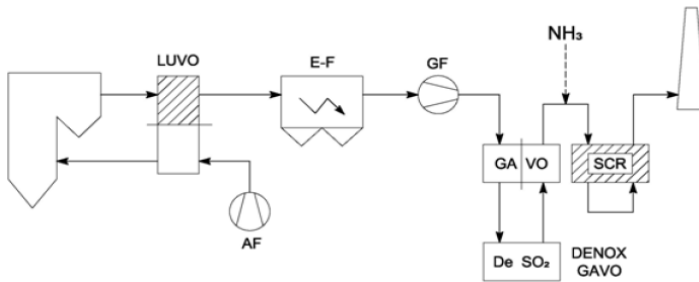 LUVO
E-F
GF
NH₃
GA VO
SCR
AF
De SO₂
DENOX
GAVO